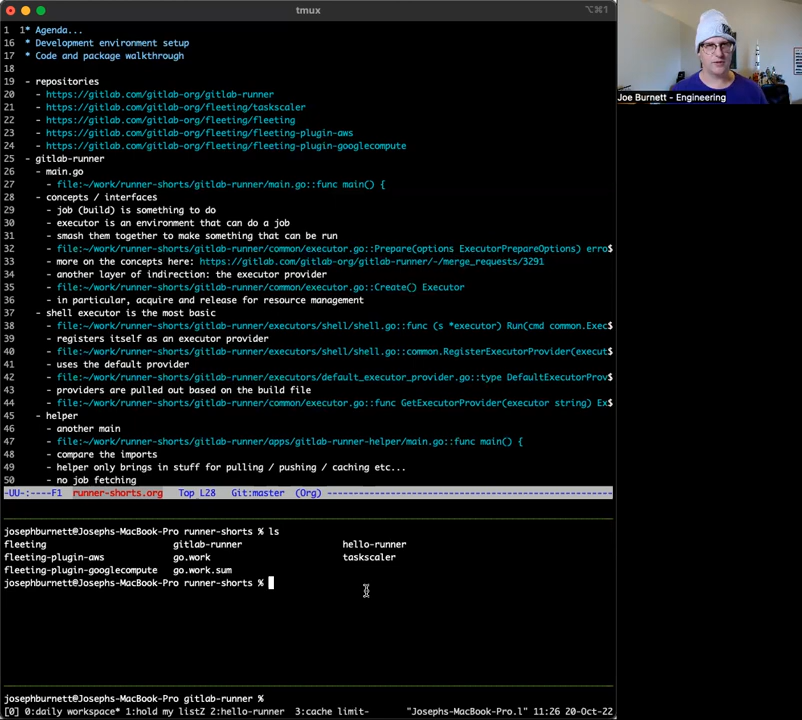 tmux
⌥⌘1
1 1* Agenda...
16 * Development environment setup
17 * Code and package walkthrough
18
19 - repositories
20 - https://gitlab.com/gitlab-org/gitlab-runner
21 - https://gitlab.com/gitlab-org/fleeting/taskscaler
22 - https://gitlab.com/gitlab-org/fleeting/fleeting
23 - https://gitlab.com/gitlab-org/fleeting/fleeting-plugin-aws
24 - https://gitlab.com/gitlab-org/fleeting/fleeting-plugin-googlecompute
25 - gitlab-runner
26 - main.go
27 - file:~/work/runner-shorts/gitlab-runner/main.go::func main() {
28 - concepts / interfaces
29 - job (build) is something to do
30 - executor is an environment that can do a job
31 - smash them together to make something that can be run
32 - file:~/work/runner-shorts/gitlab-runner/common/executor.go::Prepare(options ExecutorPrepareOptions) erro$
33 - more on the concepts here: https://gitlab.com/gitlab-org/gitlab-runner/-/merge_requests/3291
34 - another layer of indirection: the executor provider
35 - file:~/work/runner-shorts/gitlab-runner/common/executor.go::Create() Executor
36 - in particular, acquire and release for resource management
37 - shell executor is the most basic
38 - file:~/work/runner-shorts/gitlab-runner/executors/shell/shell.go::func (s *executor) Run(cmd common.Exec$
39 - registers itself as an executor provider
40 - file:~/work/runner-shorts/gitlab-runner/executors/shell/shell.go::common.RegisterExecutorProvider(execut$
41 - uses the default provider
42 - file:~/work/runner-shorts/gitlab-runner/executors/default_executor_provider.go::type DefaultExecutorProv$
43 - providers are pulled out based on the build file
44 - file:~/work/runner-shorts/gitlab-runner/common/executor.go::func GetExecutorProvider(executor string) Ex$
45 - helper
46 - another main
47 - file:~/work/runner-shorts/gitlab-runner/apps/gitlab-runner-helper/main.go::func main() {
48 - compare the imports
49 - helper only brings in stuff for pulling / pushing / caching etc...
50 - no job fetching
-UU-:----F1 runner-shorts.org Top L28 Git:master (Org) ------------------------------------------------------------
josephburnett@Josephs-MacBook-Pro runner-shorts % ls
fleeting gitlab-runner hello-runner
fleeting-plugin-aws go.work taskscaler
fleeting-plugin-googlecompute go.work.sum
josephburnett@Josephs-MacBook-Pro runner-shorts %
josephburnett@Josephs-MacBook-Pro gitlab-runner %
[0] 0:daily workspace* 1:hold my listZ 2:hello-runner 3:cache limit- "Josephs-MacBook-Pro.l" 11:26 20-Oct-22
Joe Burnett - Engineering